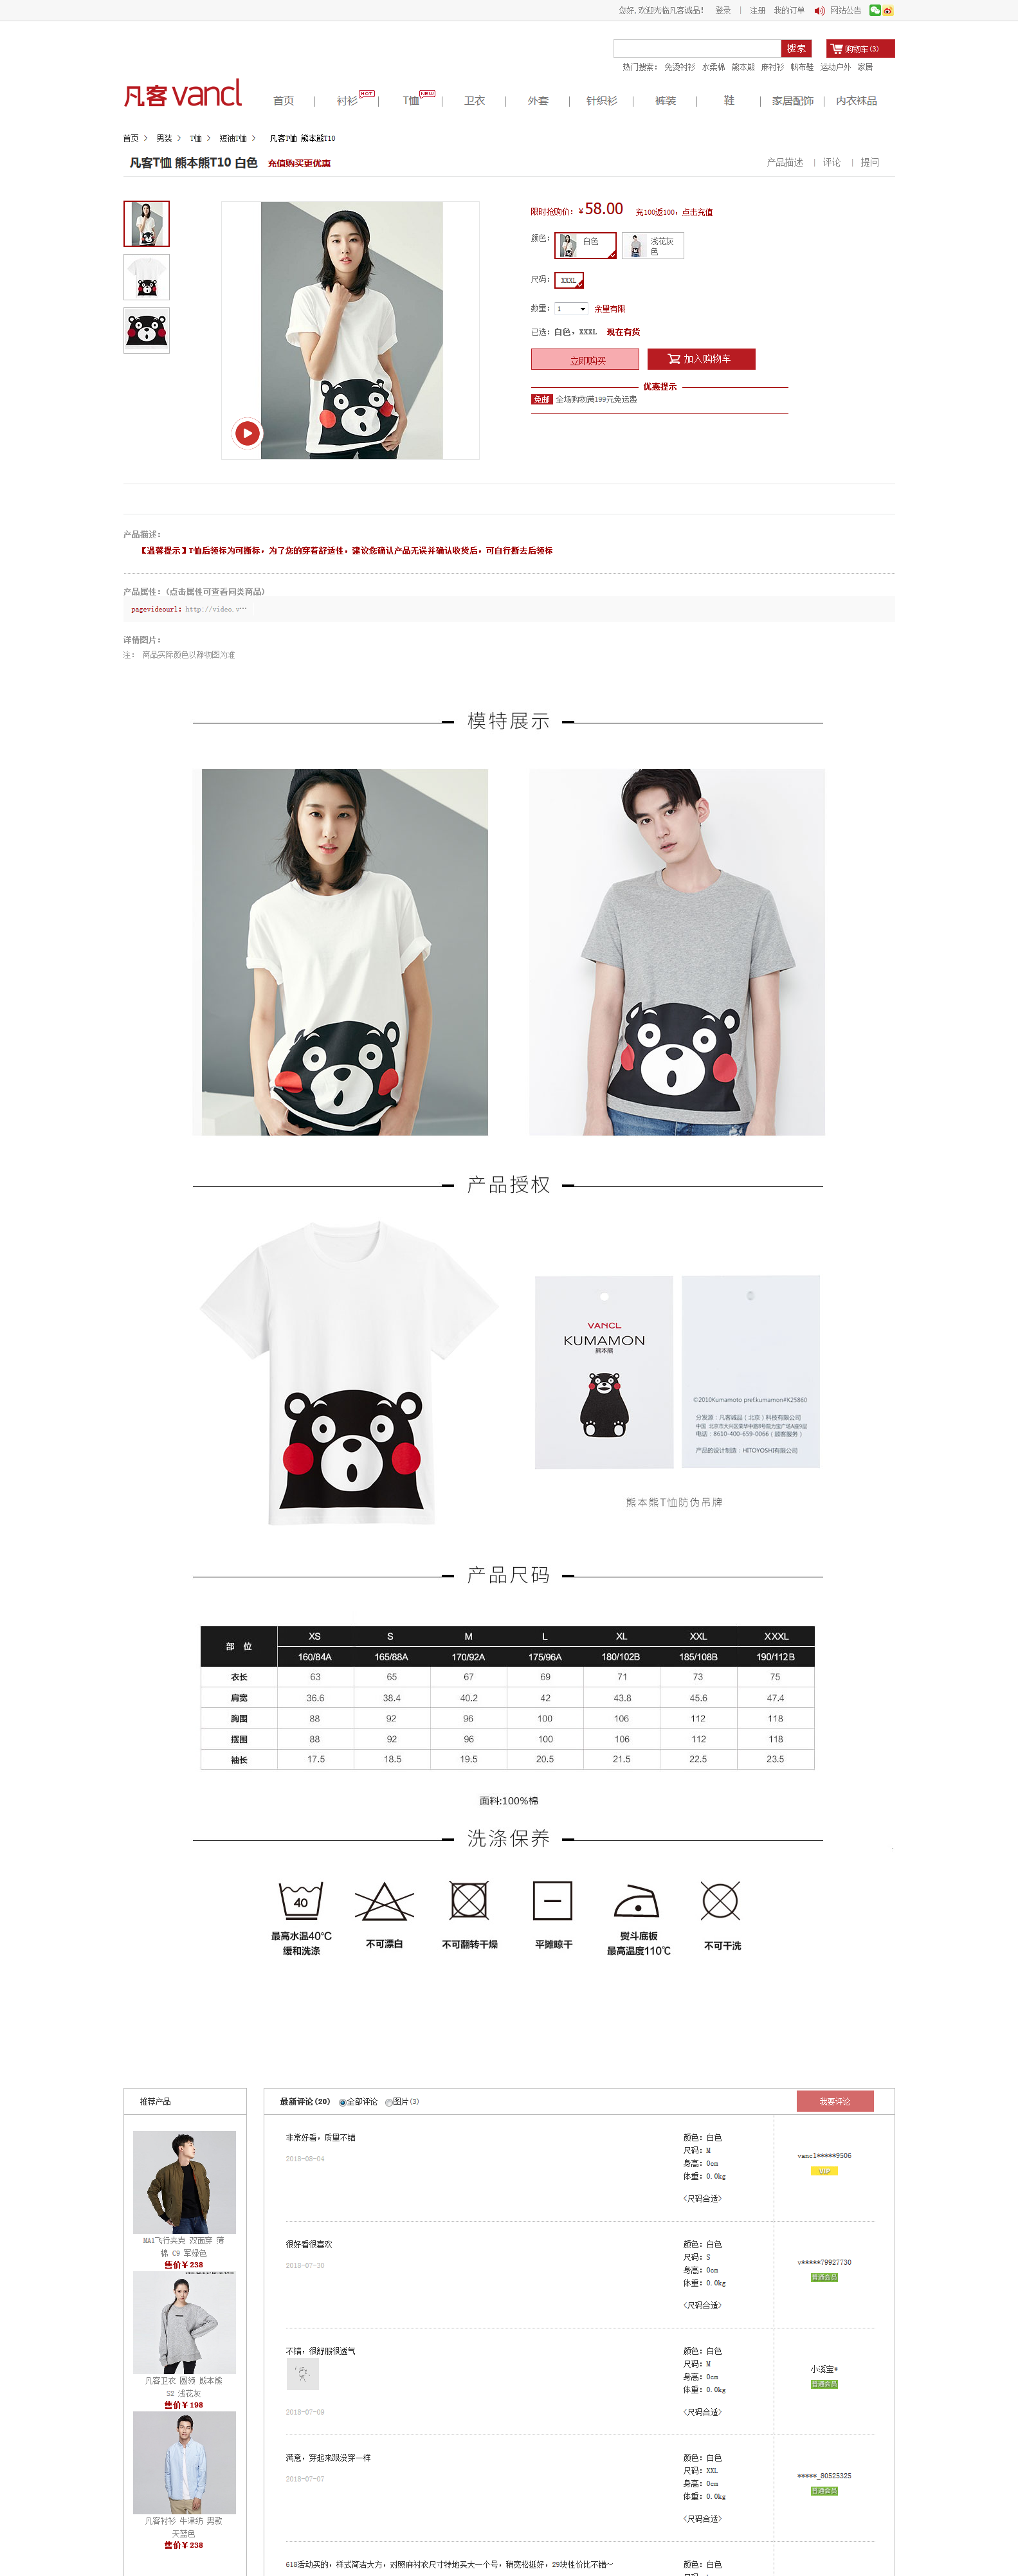 您好,欢迎光临凡客诚品! 登录 | 注册 我的订单 网站公告
搜索 购物车(3)
热门搜索: 免烫衬衫 水柔棉 熊本熊 麻衬衫 帆布鞋 运动户外 家居
凡客 vancl
首页 | 衬衫 HOT | T恤 NEW | 卫衣 | 外套 | 针织衫 | 裤装 | 鞋 | 家居配饰 | 内衣袜品
首页 > 男装 > T恤 > 短袖T恤 > 凡客T恤 熊本熊T10
凡客T恤 熊本熊T10 白色 充值购买更优惠
产品描述 | 评论 | 提问
限时抢购价: ¥58.00 充100返100, 点击充值
颜色: 白色 浅花灰色
尺码: XXXL
数量: 1 余量有限
已选: 白色, XXXL 现在有货
立即购买 加入购物车
优惠提示
免邮 全场购物满199元免运费
产品描述:
【温馨提示】T恤后领标为可撕标, 为了您的穿着舒适性, 建议您确认产品无误并确认收货后, 可自行撕去后领标
产品属性: (点击属性可查看同类商品)
pagevideourl: http://video.v...
详情图片:
注: 商品实际颜色以静物图为准
模特展示
产品授权
VANCL
KUMAMON
熊本熊
©2010Kumamoto pref.kumamon#K25860
分发源:凡客诚品(北京)科技有限公司
电话:8610-400-659-0066(顾客服务)
产品的设计制造:HITOYOSHI有限公司
熊本熊T恤防伪吊牌
产品尺码
部 位 XS S M L XL XXL XXXL
160/84A 165/88A 170/92A 175/96A 180/102B 185/108B 190/112B
衣长 63 65 67 69 71 73 75
肩宽 36.6 38.4 40.2 42 43.8 45.6 47.4
胸围 88 92 96 100 106 112 118
摆围 88 92 96 100 106 112 118
袖长 17.5 18.5 19.5 20.5 21.5 22.5 23.5
面料:100%棉
洗涤保养
40
最高水温40℃ 缓和洗涤
不可漂白
不可翻转干燥
平摊晾干
熨斗底板 最高温度110℃
不可干洗
推荐产品
MA1飞行夹克 双面穿 薄
棉 C9 军绿色
售价¥238
凡客卫衣 圆领 熊本熊
S2 浅花灰
售价¥198
凡客衬衫 牛津纺 男款
天蓝色
售价¥238
最新评论(20) 全部评论 图片(3) 我要评论
非常好看, 质量不错
2018-08-04
颜色: 白色
尺码: M
身高: 0cm
体重: 0.0kg
<尺码合适>
vancl*****9506
VIP
很好看很喜欢
2018-07-30
颜色: 白色
尺码: S
身高: 0cm
体重: 0.0kg
<尺码合适>
v*****79927730
普通会员
不错, 很舒服很透气
2018-07-09
颜色: 白色
尺码: M
身高: 0cm
体重: 0.0kg
<尺码合适>
小溪宝*
普通会员
满意, 穿起来跟没穿一样
2018-07-07
颜色: 白色
尺码: XXL
身高: 0cm
体重: 0.0kg
<尺码合适>
*****_80525325
普通会员
618活动买的, 样式简洁大方, 对照麻衬衣尺寸特地买大一个号, 稍宽松挺好, 29块性价比不错~
颜色: 白色